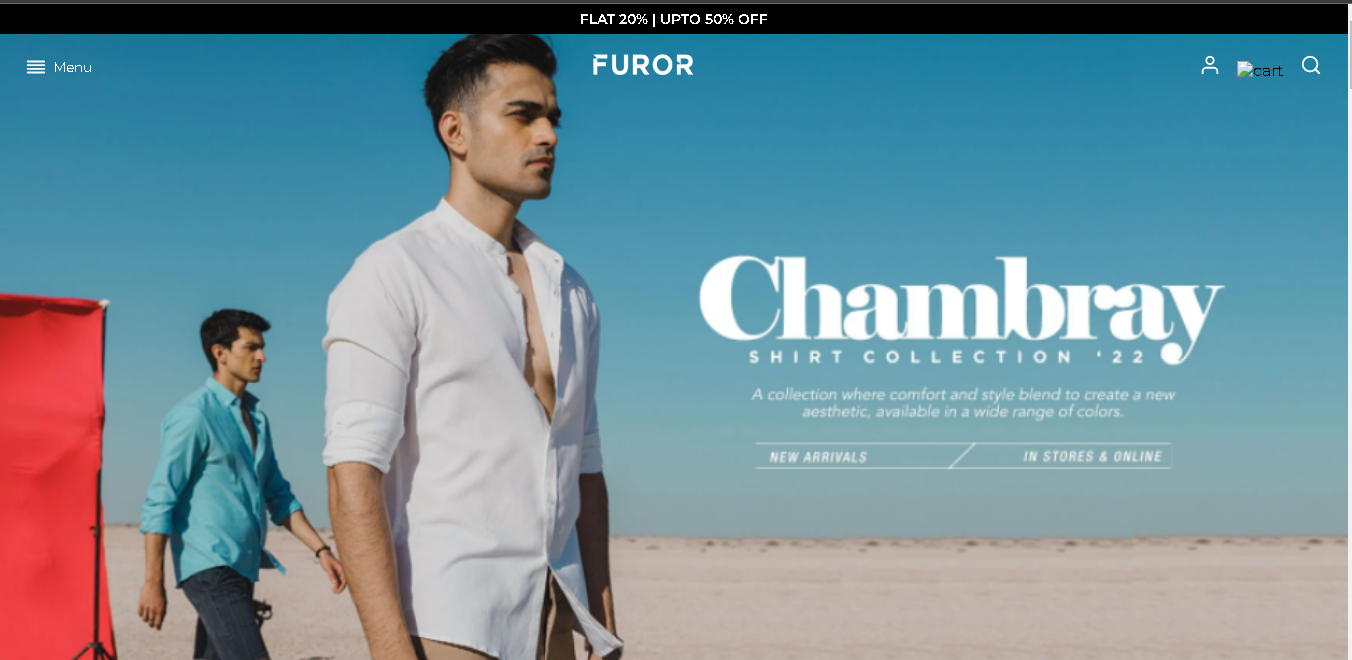 FLAT 20% | UPTO 50% OFF
Menu
FUROR
cart
Chambray
SHIRT COLLECTION ‘22
A collection where comfort and style blend to create a new
aesthetic, available in a wide range of colors.
NEW ARRIVALS
IN STORES & ONLINE